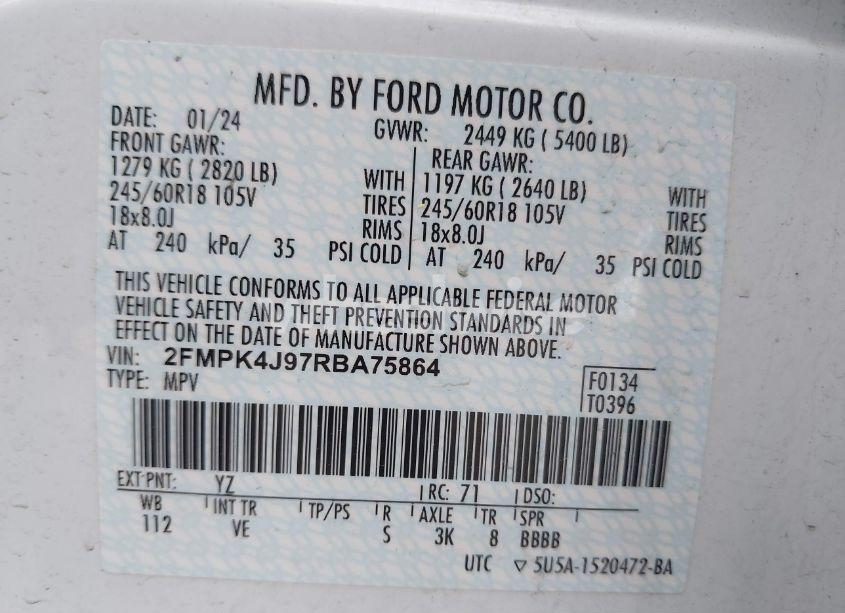 MFD. BY FORD MOTOR CO.
DATE: 01/24 GVWR: 2449 KG ( 5400 LB)
FRONT GAWR: REAR GAWR:
1279 KG ( 2820 LB) WITH 1197 KG ( 2640 LB) WITH
245/60R18 105V TIRES 245/60R18 105V TIRES
18x8.0J RIMS 18x8.0J RIMS
AT 240 kPa/ 35 PSI COLD AT 240 kPa/ 35 PSI COLD
THIS VEHICLE CONFORMS TO ALL APPLICABLE FEDERAL MOTOR
VEHICLE SAFETY AND THEFT PREVENTION STANDARDS IN
EFFECT ON THE DATE OF MANUFACTURE SHOWN ABOVE.
VIN: 2FMPK4J97RBA75864
TYPE: MPV
F0134
T0396
EXT PNT: YZ RC: 71 DSO:
WB INT TR TP/PS R AXLE TR SPR
112 VE S 3K 8 BBBB
UTC ▽ 5U5A-1520472-BA